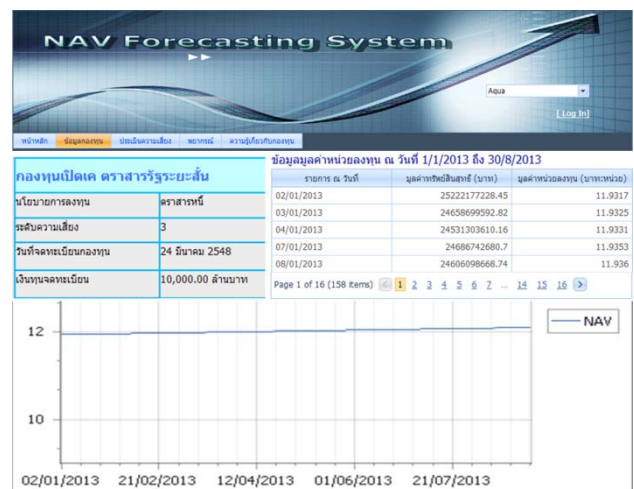 NAV Forecasting System
Aqua
[ Log In]
หน้าหลัก ข้อมูลกองทุน ประเมินความเสี่ยง พยากรณ์ ความรู้เกี่ยวกับกองทุน
กองทุนเปิดเค ตราสารรัฐระยะสั้น
นโยบายการลงทุน ตราสารหนี้
ระดับความเสี่ยง 3
วันที่จดทะเบียนกองทุน 24 มีนาคม 2548
เงินทุนจดทะเบียน 10,000.00 ล้านบาท
ข้อมูลมูลค่าหน่วยลงทุน ณ วันที่ 1/1/2013 ถึง 30/8/2013
รายการ ณ วันที่ มูลค่าทรัพย์สินสุทธิ (บาท) มูลค่าหน่วยลงทุน (บาท:หน่วย)
02/01/2013 25222177228.45 11.9317
03/01/2013 24658699592.82 11.9325
04/01/2013 24531303610.16 11.9331
07/01/2013 24686742680.7 11.9353
08/01/2013 24606098668.74 11.936
Page 1 of 16 (158 items) 1 2 3 4 5 6 7 ... 14 15 16
NAV
12
10
02/01/2013 21/02/2013 12/04/2013 01/06/2013 21/07/2013